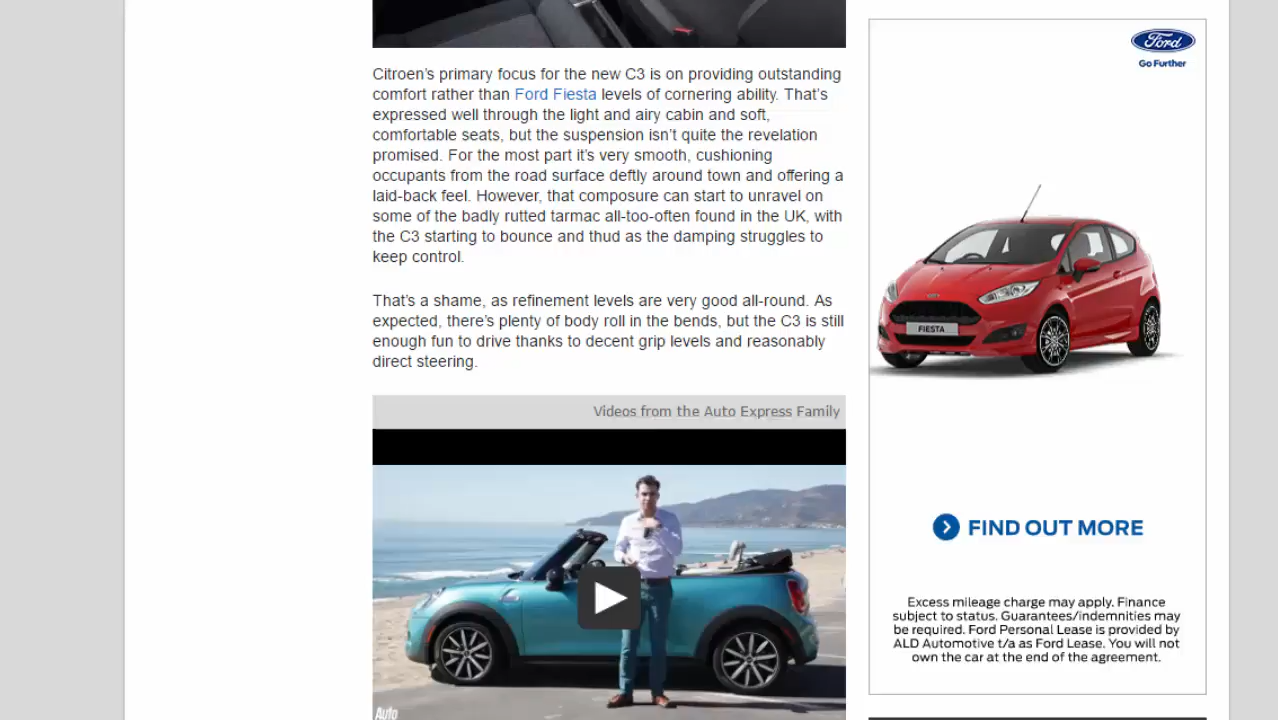 Citroen’s primary focus for the new C3 is on providing outstanding
comfort rather than Ford Fiesta levels of cornering ability. That’s
expressed well through the light and airy cabin and soft,
comfortable seats, but the suspension isn’t quite the revelation
promised. For the most part it’s very smooth, cushioning
occupants from the road surface deftly around town and offering a
laid-back feel. However, that composure can start to unravel on
some of the badly rutted tarmac all-too-often found in the UK, with
the C3 starting to bounce and thud as the damping struggles to
keep control.
That’s a shame, as refinement levels are very good all-round. As
expected, there’s plenty of body roll in the bends, but the C3 is still
enough fun to drive thanks to decent grip levels and reasonably
direct steering.
Videos from the Auto Express Family
Auto
Ford
Go Further
FIESTA
FIND OUT MORE
Excess mileage charge may apply. Finance
subject to status. Guarantees/indemnities may
be required. Ford Personal Lease is provided by
ALD Automotive t/a as Ford Lease. You will not
own the car at the end of the agreement.